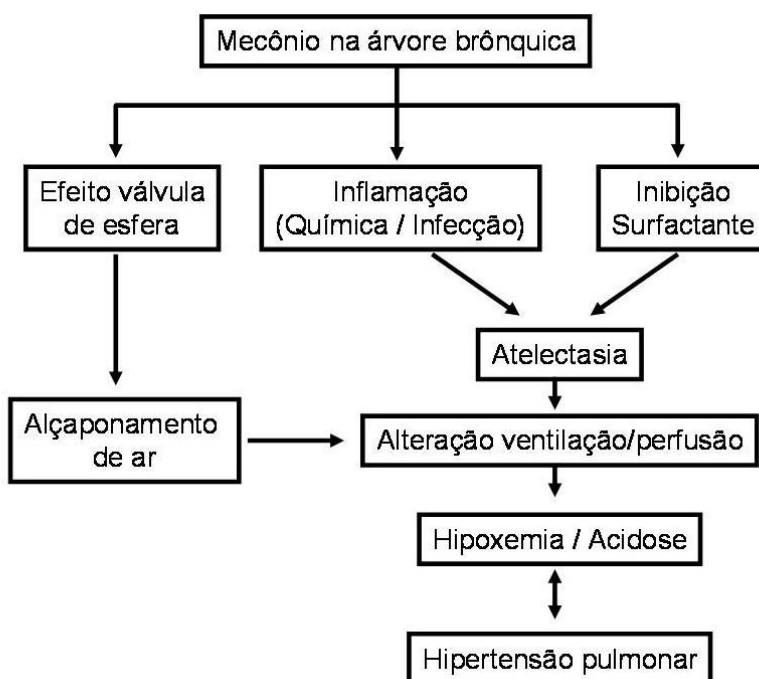 Mecônio na árvore brônquica
Efeito válvula
de esfera
Inflamação
(Química / Infecção)
Inibição
Surfactante
Atelectasia
Alçaponamento
de ar
Alteração ventilação/perfusão
Hipoxemia / Acidose
Hipertensão pulmonar